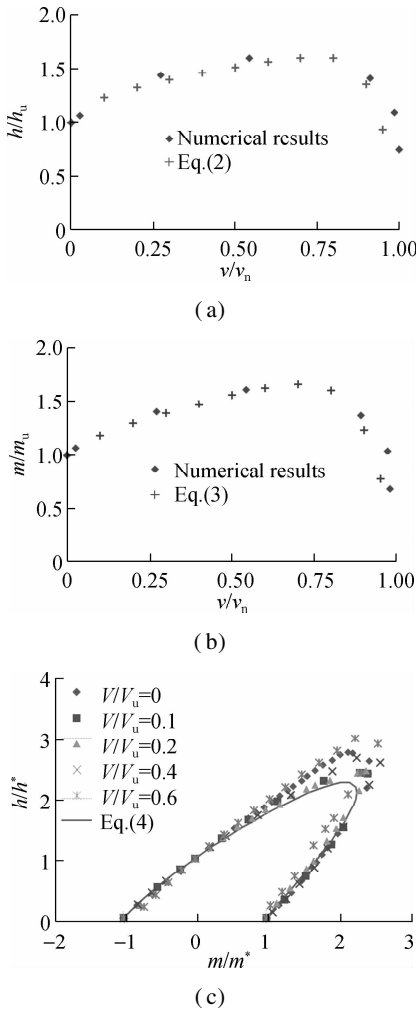 2.0
1.5
1.0
0.5
0
h/hu
Numerical results
Eq.(2)
0.25
0.50
0.75
1.00
v/vn
(a)
2.0
1.5
1.0
0.5
0
m/mu
Numerical results
Eq.(3)
0
0.25
0.50
0.75
1.00
v/vn
(b)
4
3
2
1
0
h/h*
V/Vu=0
V/Vu=0.1
V/Vu=0.2
V/Vu=0.4
V/Vu=0.6
Eq.(4)
−2
−1
0
1
2
3
m/m*
(c)